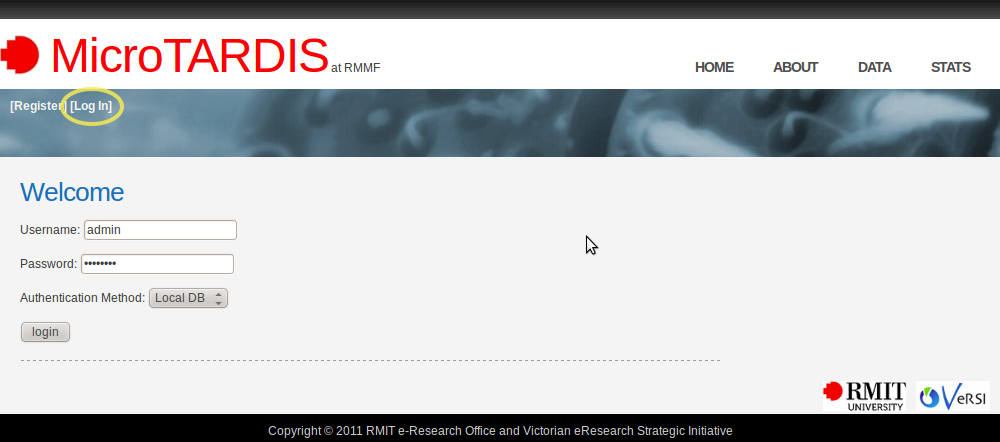 MicroTARDIS at RMMF
HOME ABOUT DATA STATS
[Register] [Log In]
Welcome
Username: admin
Password: ••••••••
Authentication Method: Local DB
login
RMIT
UNIVERSITY
VeRSI
Copyright © 2011 RMIT e-Research Office and Victorian eResearch Strategic Initiative